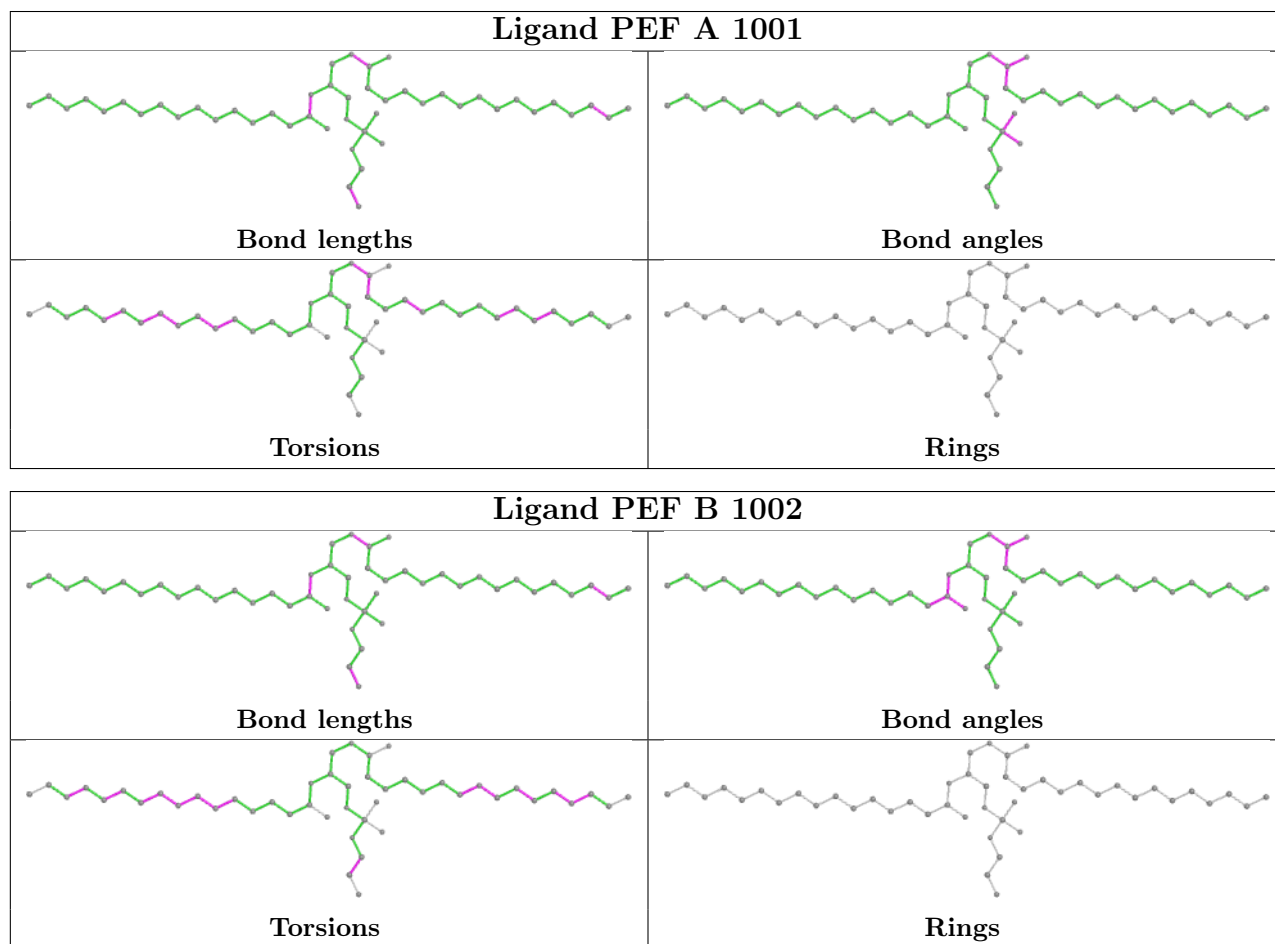 Ligand PEF A 1001
Bond lengths
Bond angles
Torsions
Rings
Ligand PEF B 1002
Bond lengths
Bond angles
Torsions
Rings